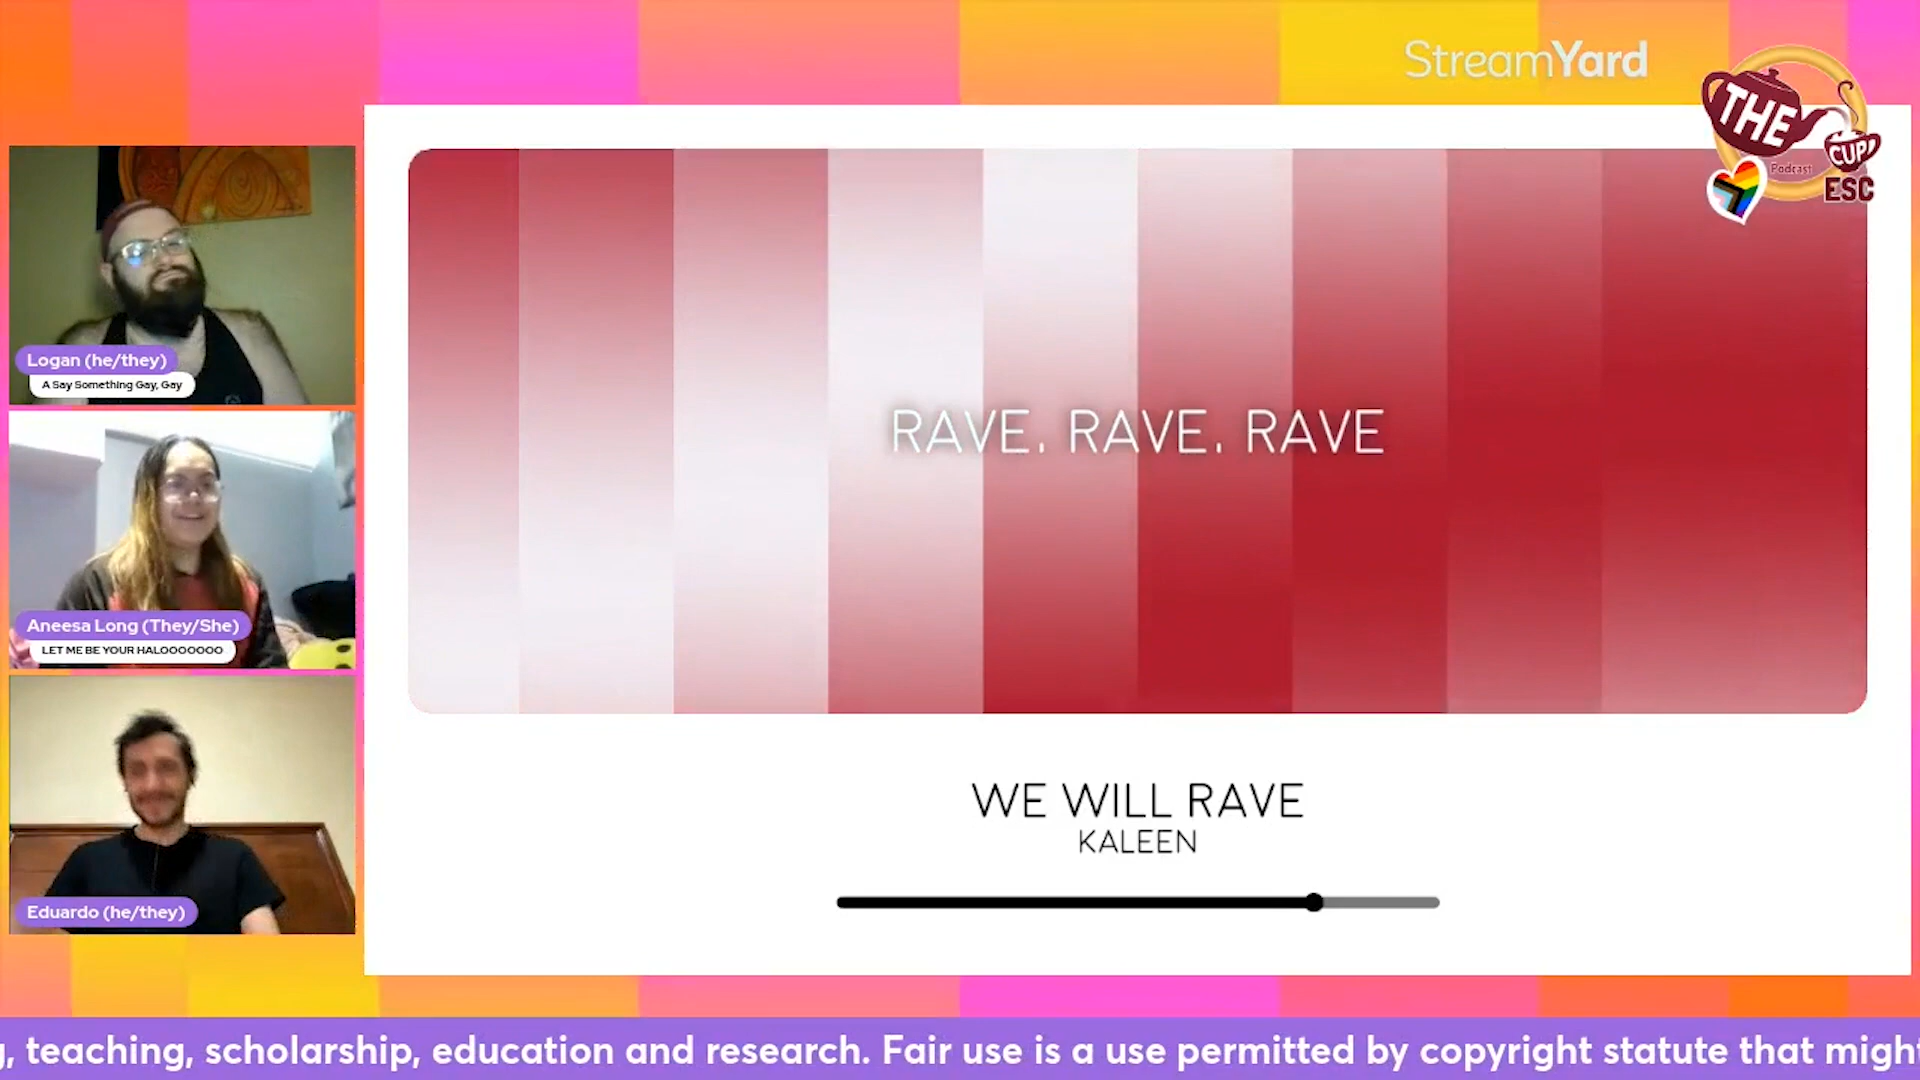 StreamYard
THE
CUP!
Podcast
ESC
Logan (he/they)
A Say Something Gay, Gay
RAVE. RAVE. RAVE
Aneesa Long (They/She)
LET ME BE YOUR HALOOOOOOO
WE WILL RAVE
KALEEN
Eduardo (he/they)
, teaching, scholarship, education and research. Fair use is a use permitted by copyright statute that might